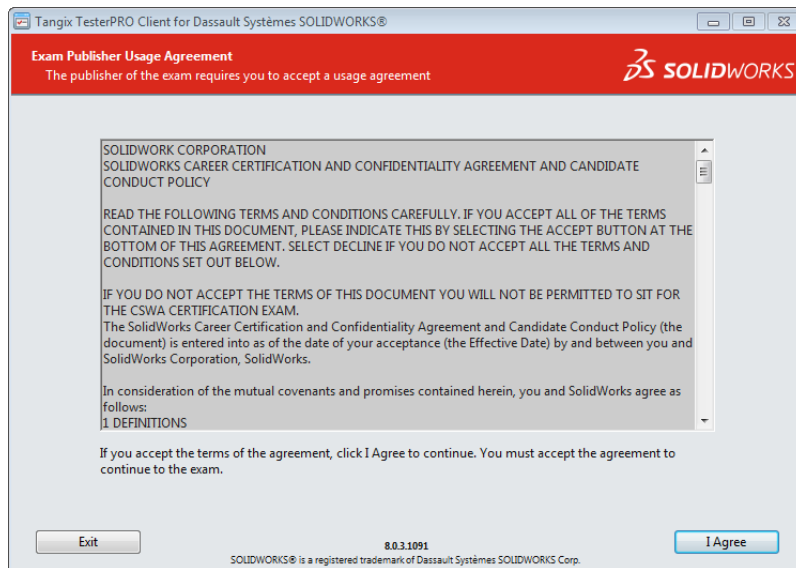 Tangix TesterPRO Client for Dassault Systèmes SOLIDWORKS®
Exam Publisher Usage Agreement
The publisher of the exam requires you to accept a usage agreement
SOLIDWORKS
SOLIDWORK CORPORATION
SOLIDWORKS CAREER CERTIFICATION AND CONFIDENTIALITY AGREEMENT AND CANDIDATE
CONDUCT POLICY
READ THE FOLLOWING TERMS AND CONDITIONS CAREFULLY. IF YOU ACCEPT ALL OF THE TERMS
CONTAINED IN THIS DOCUMENT, PLEASE INDICATE THIS BY SELECTING THE ACCEPT BUTTON AT THE
BOTTOM OF THIS AGREEMENT. SELECT DECLINE IF YOU DO NOT ACCEPT ALL THE TERMS AND
CONDITIONS SET OUT BELOW.
IF YOU DO NOT ACCEPT THE TERMS OF THIS DOCUMENT YOU WILL NOT BE PERMITTED TO SIT FOR
THE CSWA CERTIFICATION EXAM.
The SolidWorks Career Certification and Confidentiality Agreement and Candidate Conduct Policy (the
document) is entered into as of the date of your acceptance (the Effective Date) by and between you and
SolidWorks Corporation, SolidWorks.
In consideration of the mutual covenants and promises contained herein, you and SolidWorks agree as
follows:
1 DEFINITIONS
If you accept the terms of the agreement, click I Agree to continue. You must accept the agreement to
continue to the exam.
Exit
8.0.3.1091
I Agree
SOLIDWORKS® is a registered trademark of Dassault Systèmes SOLIDWORKS Corp.